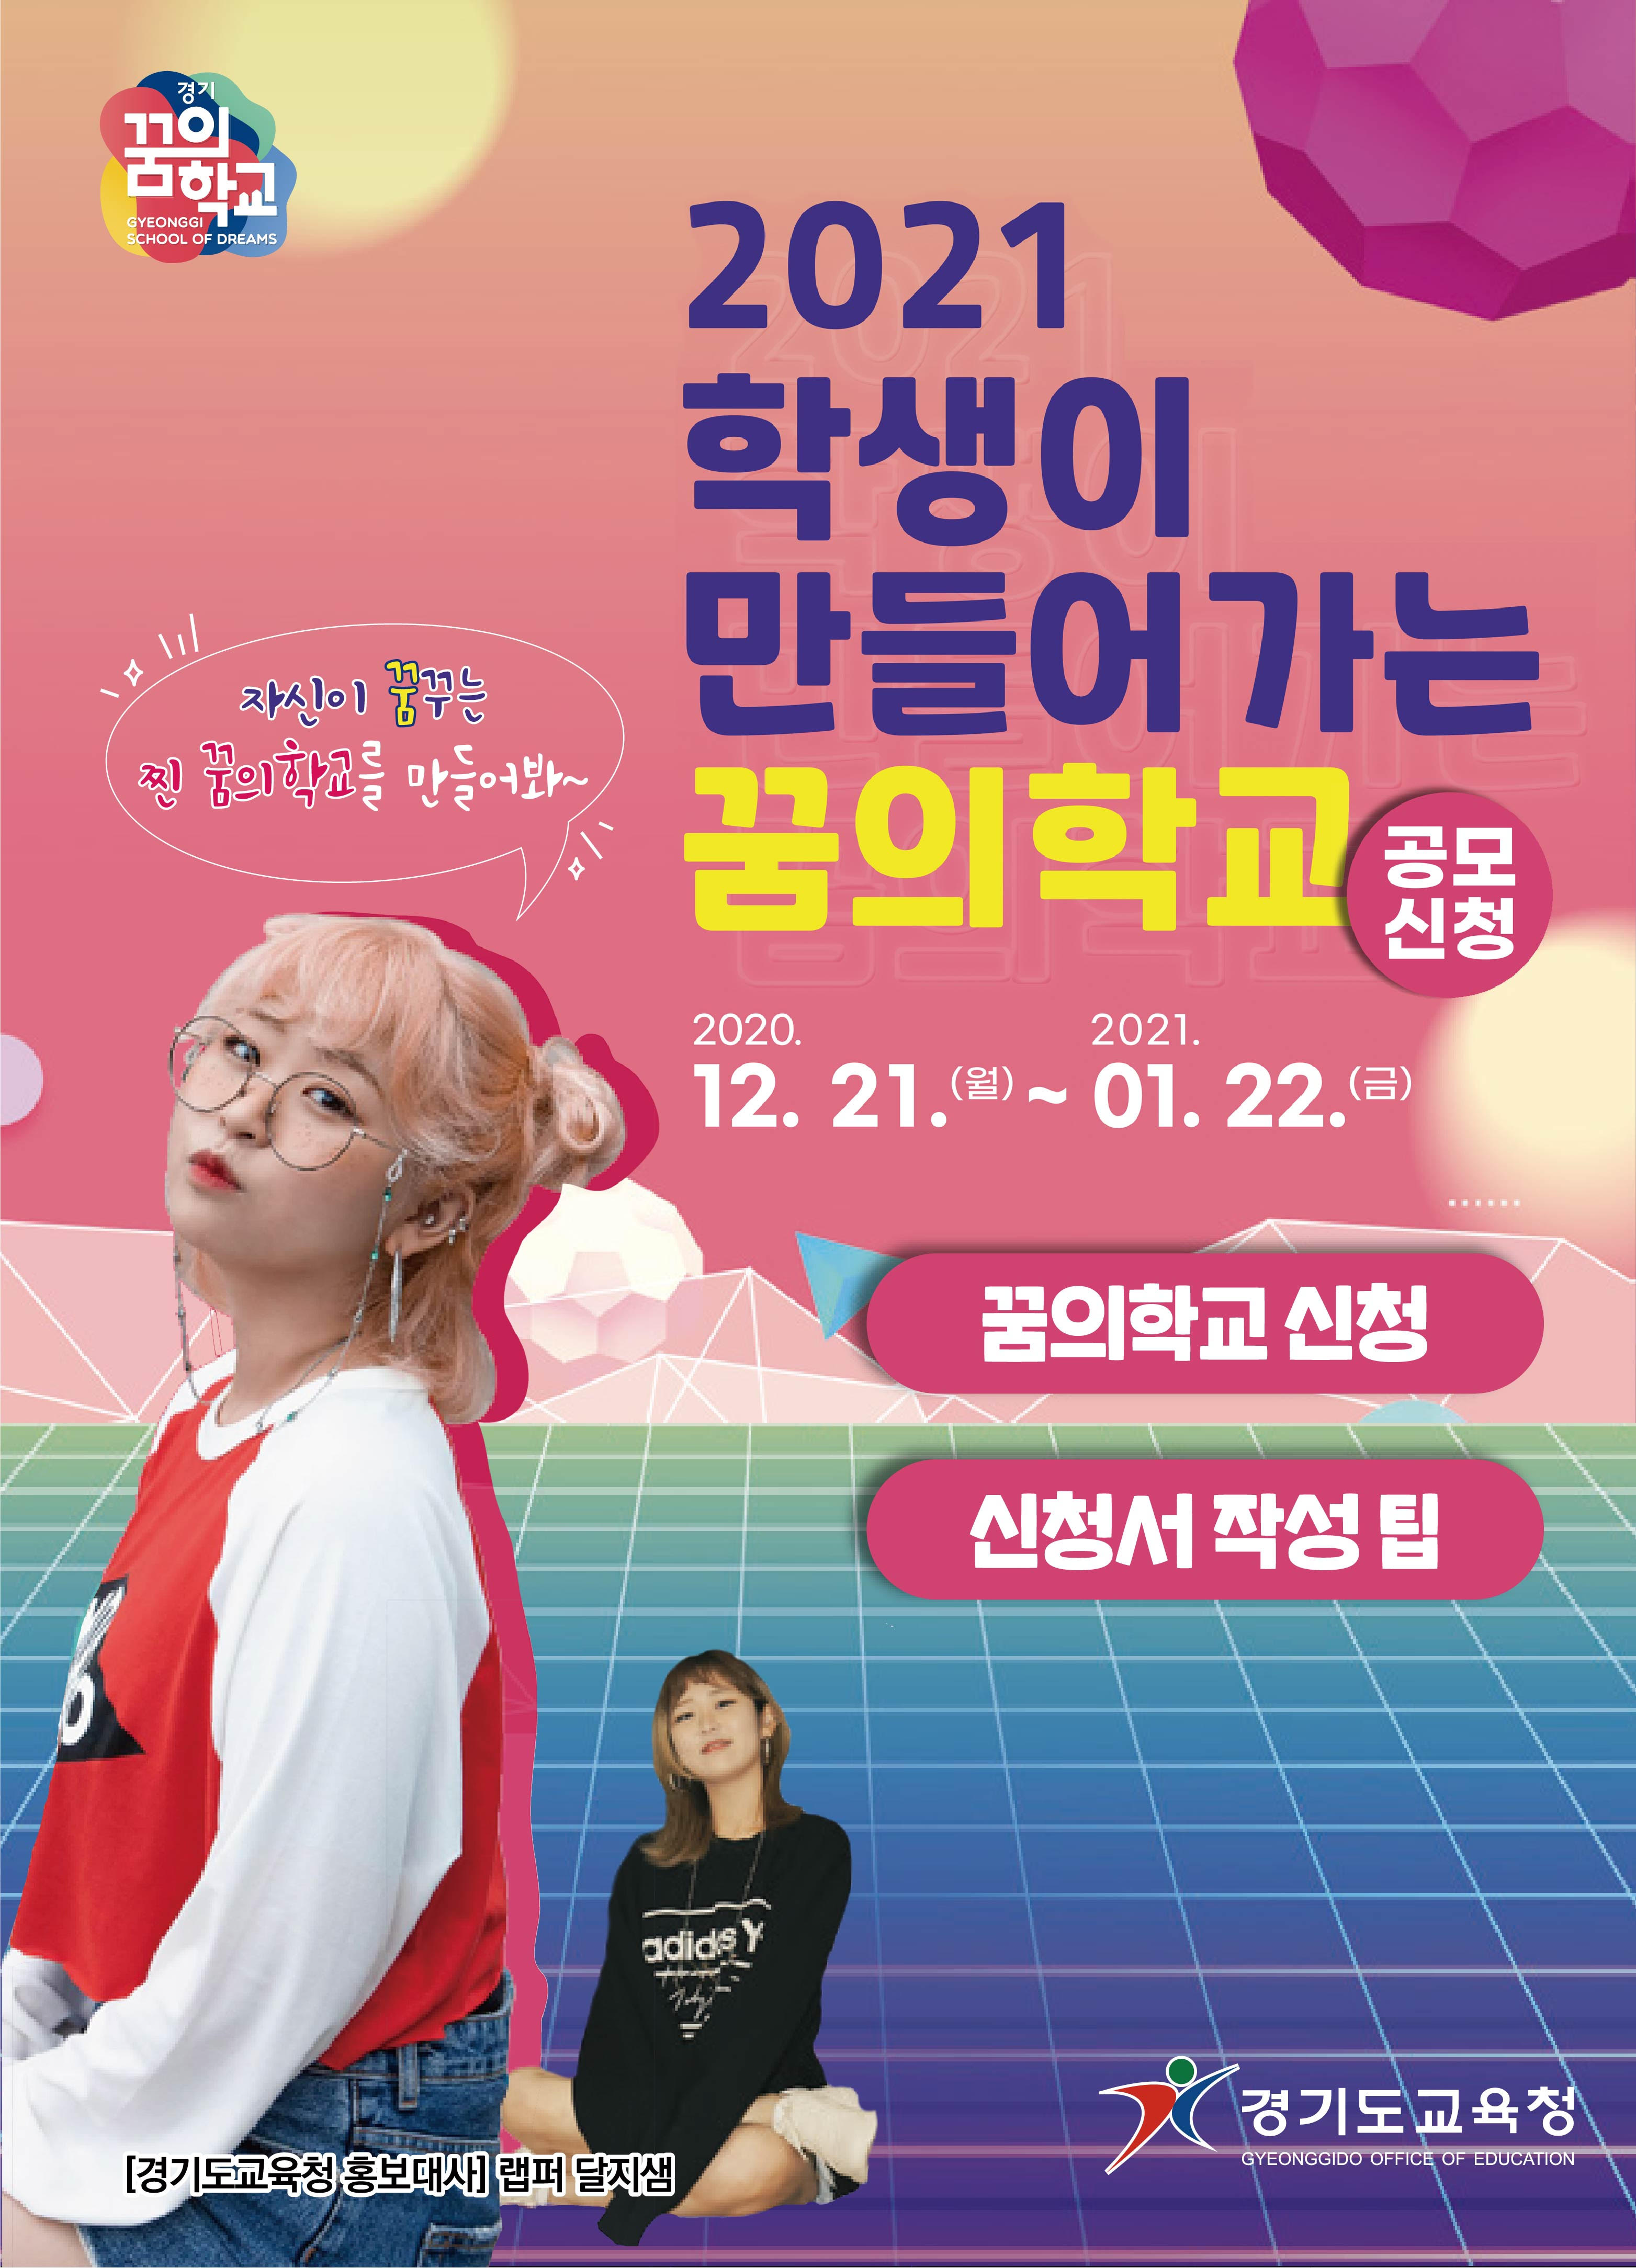 경기
꿈의
학교
GYEONGGI
SCHOOL OF DREAMS
2021
학생이
만들어 가는
꿈의학교
공모
신청
자신이 꿈꾸는
찐 꿈의학교를 만들어봐~
2020. 2021.
12. 21.(월) ~ 01. 22.(금)
꿈의학교 신청
신청서 작성 팁
adidas Y
[경기도교육청 홍보대사] 랩퍼 달지샘
경기도교육청
GYEONGGIDO OFFICE OF EDUCATION